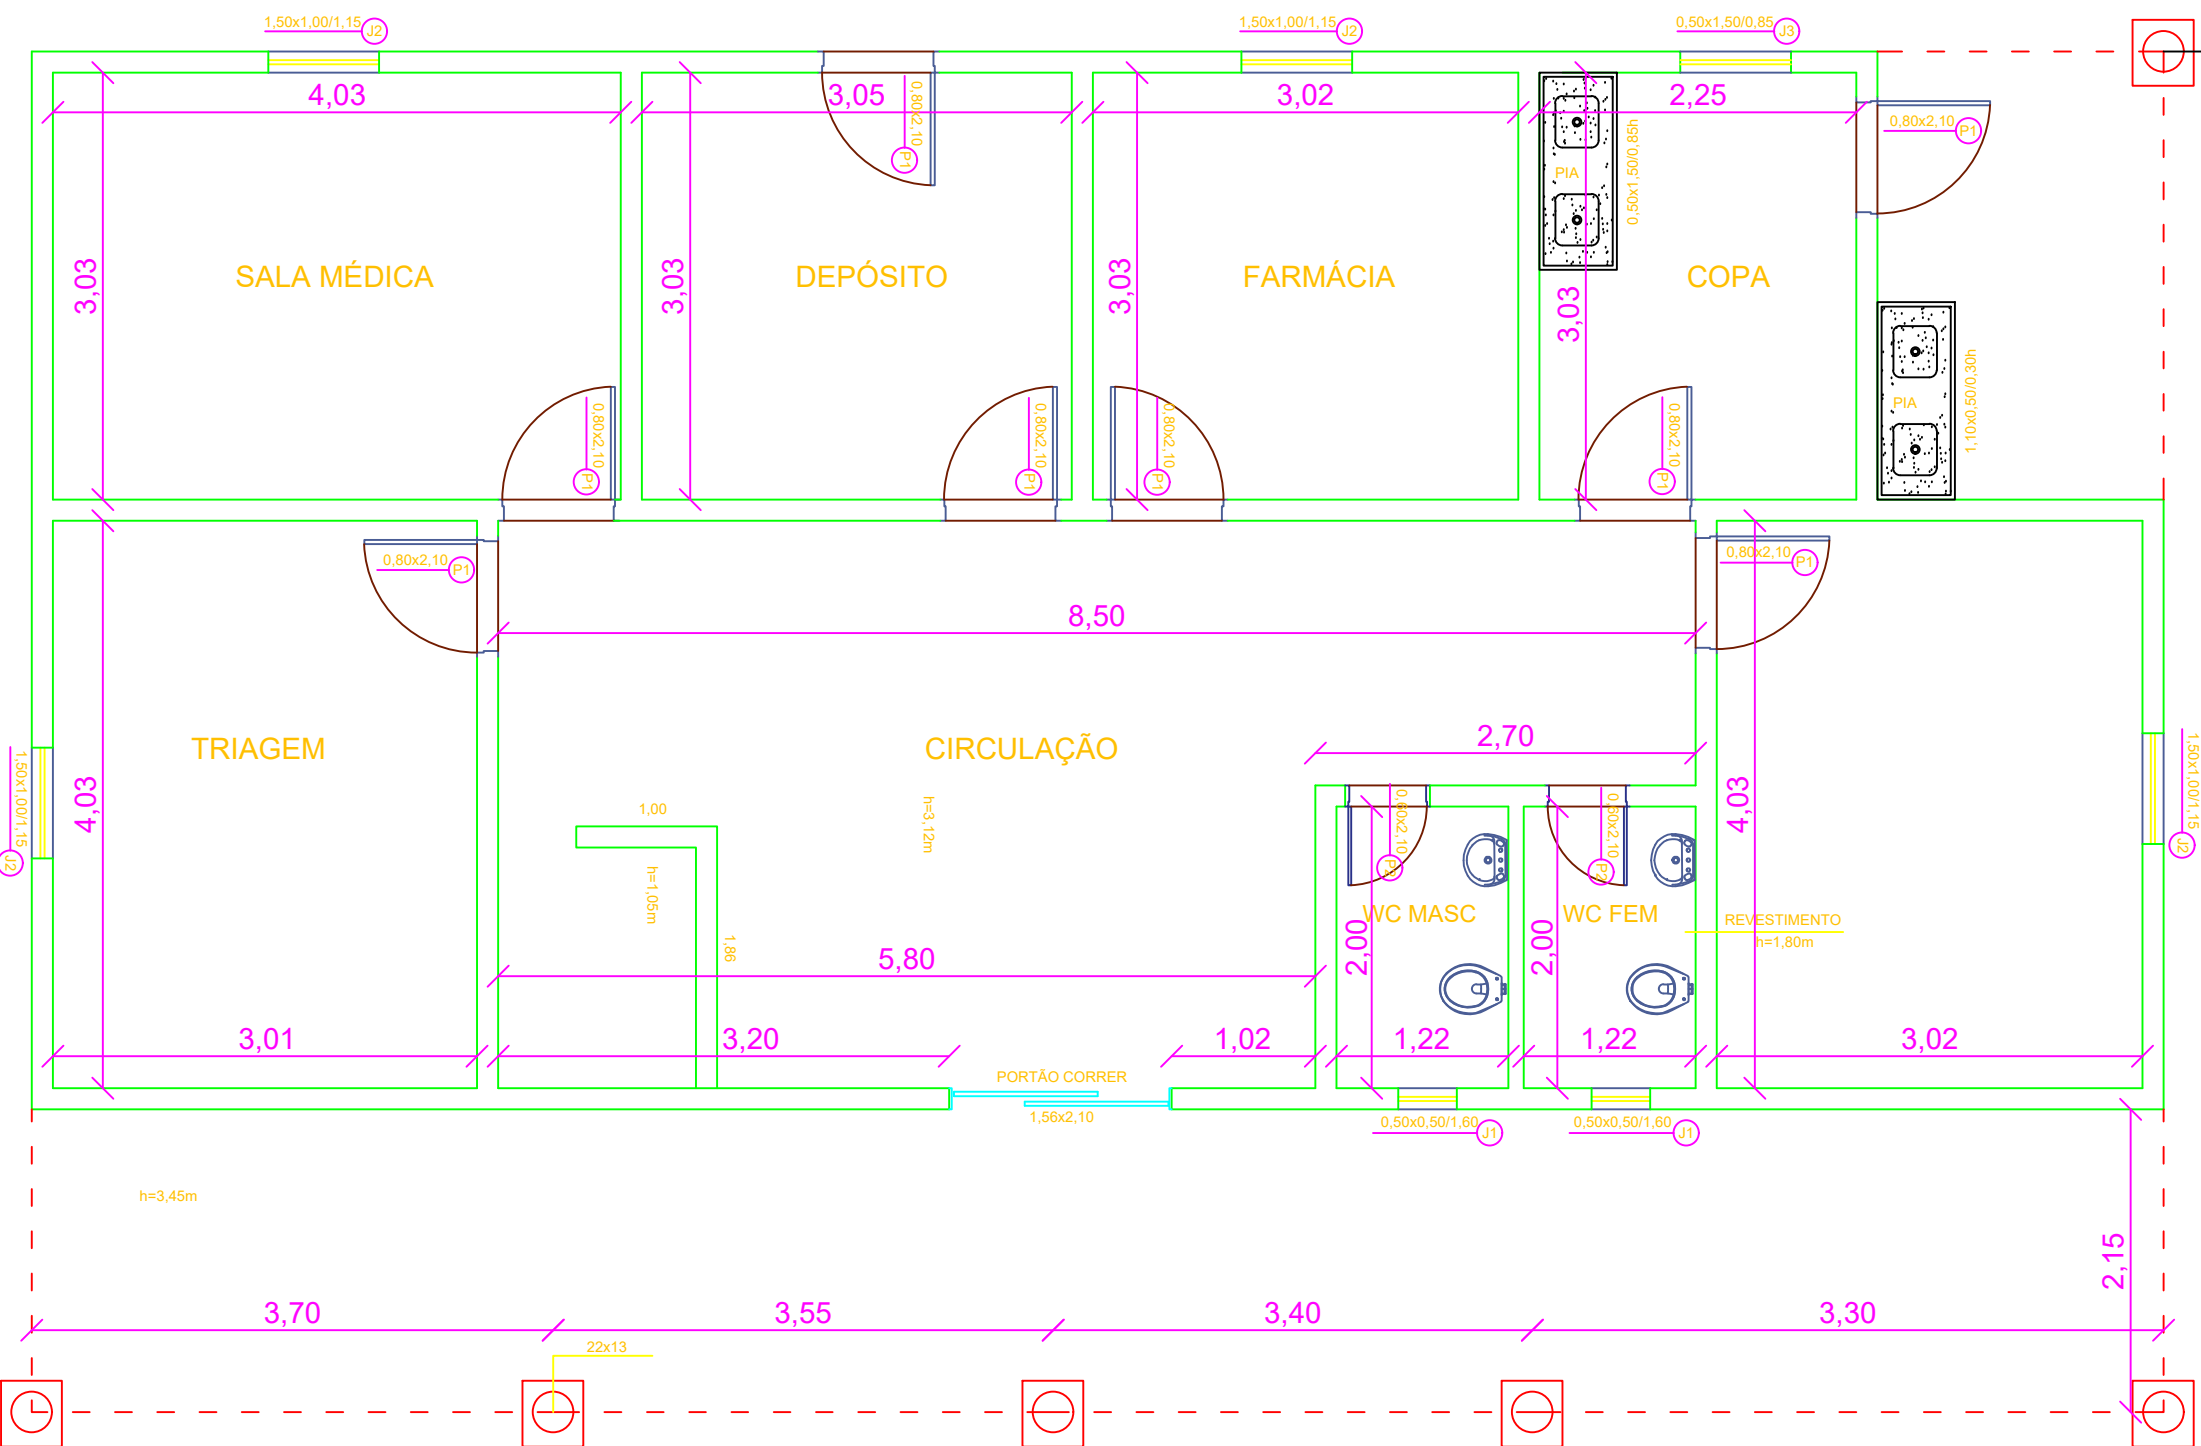 1,50x1,00/1,15
J2
1,50x1,00/1,15
J2
0,50x1,50/0,85
J3
4,03
3,05
3,02
2,25
0,80x2,10
P1
0,80x2,10
P1
PIA
0,50x1,50/0,85h
3,03
SALA MÉDICA
3,03
DEPÓSITO
3,03
FARMÁCIA
3,03
COPA
PIA
1,10x0,50/0,30h
0,80x2,10
P1
0,80x2,10
P1
0,80x2,10
P1
0,80x2,10
P1
0,80x2,10
P1
0,80x2,10
P1
8,50
TRIAGEM
CIRCULAÇÃO
2,70
1,50x1,00/1,15
J2
4,03
1,00
h=3,12m
h=1,05m
1,86
0,60x2,10
P2
0,60x2,10
P2
4,03
1,50x1,00/1,15
J2
WC MASC
WC FEM
REVESTIMENTO
h=1,80m
2,00
2,00
5,80
3,01
3,20
1,02
1,22
1,22
3,02
PORTÃO CORRER
1,56x2,10
0,50x0,50/1,60
J1
0,50x0,50/1,60
J1
h=3,45m
2,15
3,70
3,55
3,40
3,30
22x13